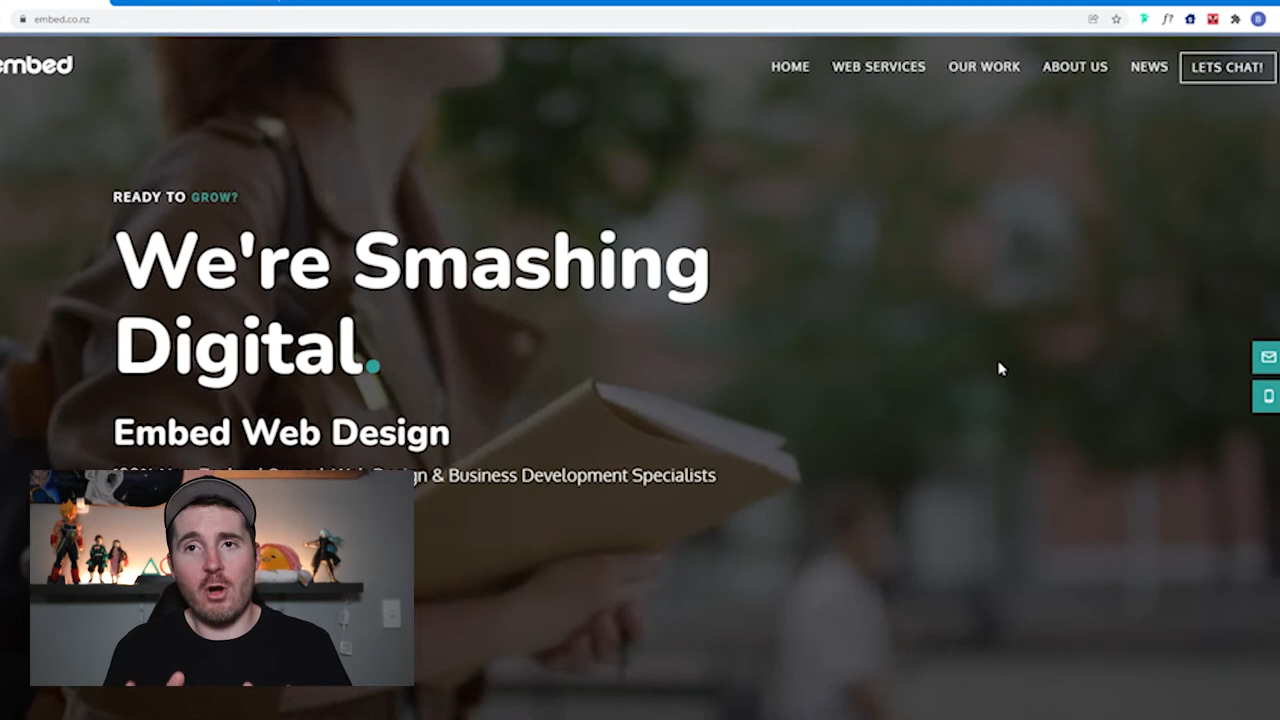 embed.co.nz
f?
B
embed
HOME
WEB SERVICES
OUR WORK
ABOUT US
NEWS
LETS CHAT!
READY TO GROW?
We're Smashing
Digital.
Embed Web Design
& Business Development Specialists